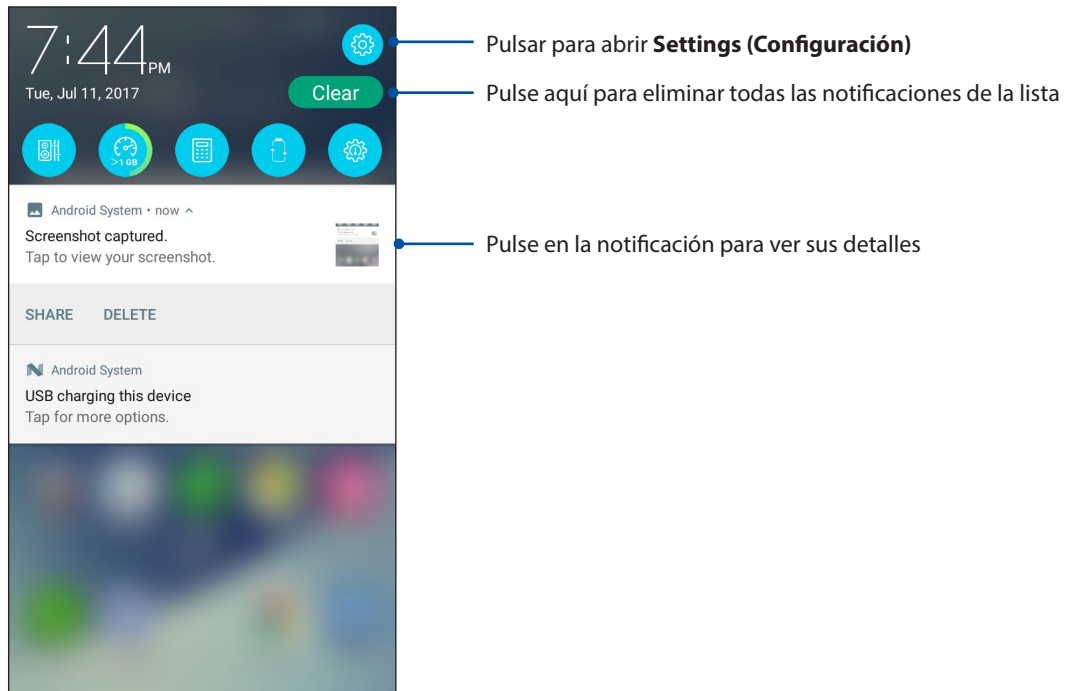 7:44 PM
Tue, Jul 11, 2017
Clear
>1 GB
Pulsar para abrir Settings (Configuración)
Pulse aquí para eliminar todas las notificaciones de la lista
Android System • now
Screenshot captured.
Tap to view your screenshot.
Pulse en la notificación para ver sus detalles
SHARE DELETE
Android System
USB charging this device
Tap for more options.